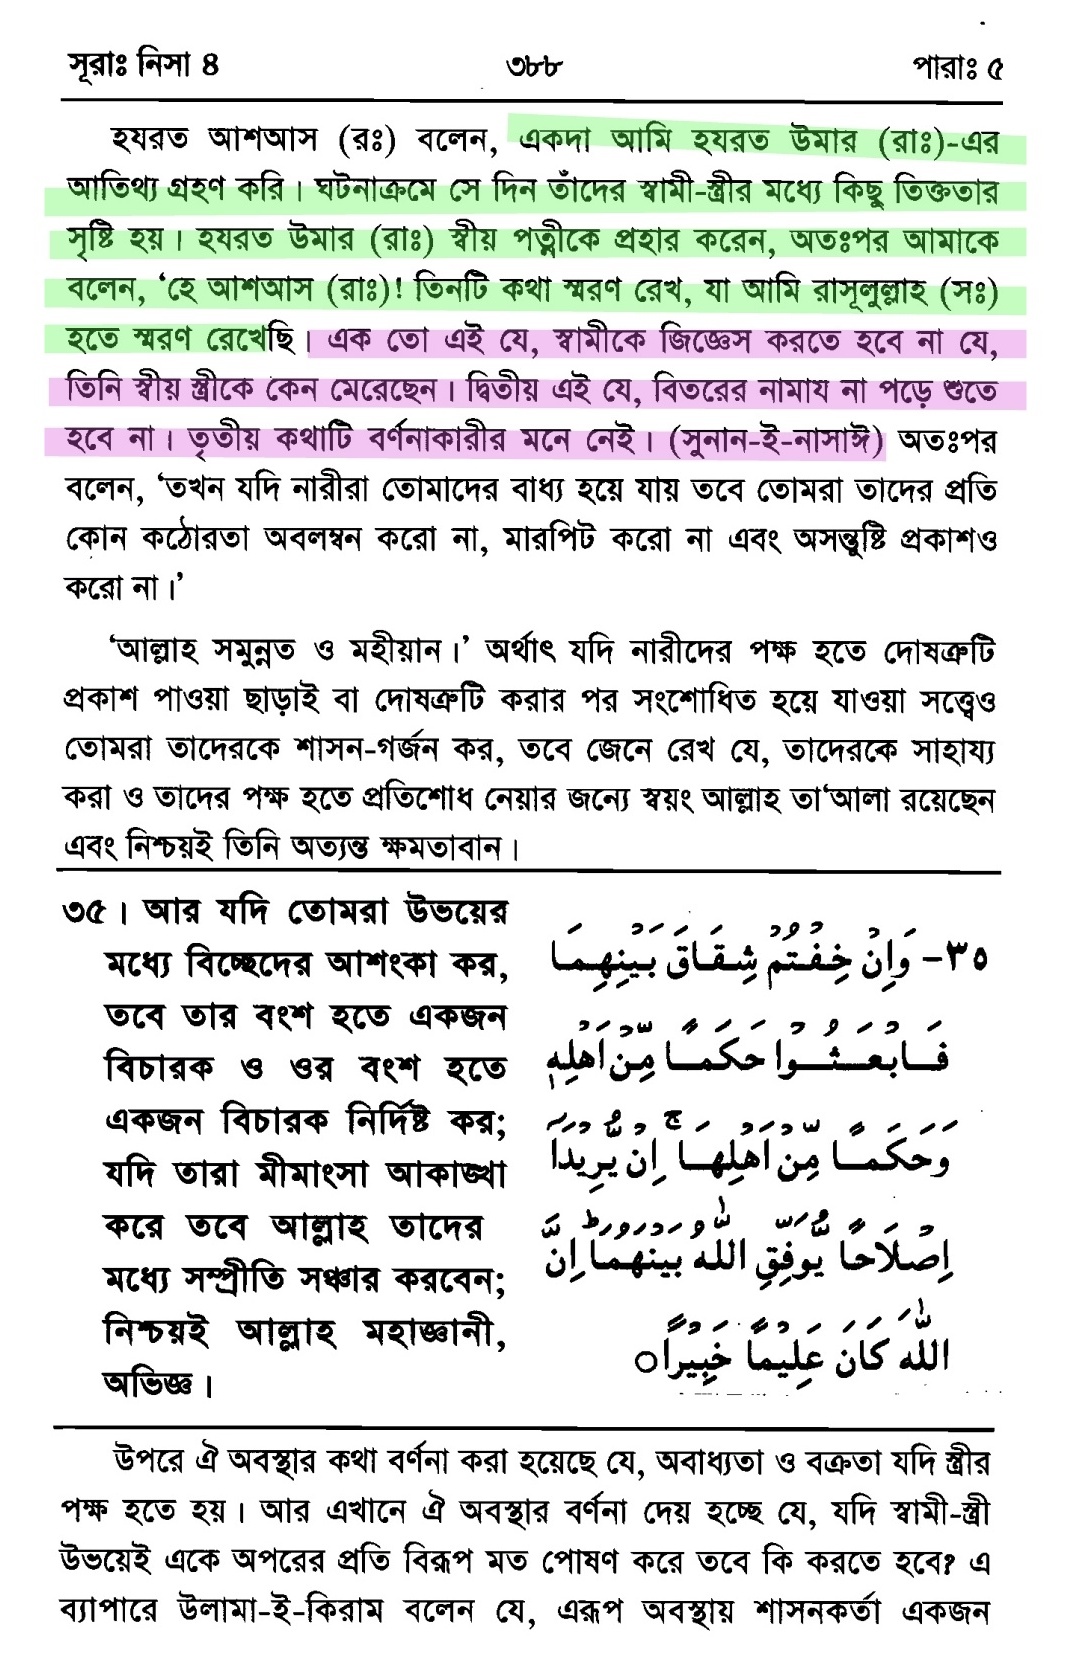 সূরাঃ নিসা ৪ ৩৮৮ পারাঃ ৫
হযরত আশআস (রঃ) বলেন, একদা আমি হযরত উমার (রাঃ)-এর
আতিথ্য গ্রহণ করি। ঘটনাক্রমে সে দিন তাঁদের স্বামী-স্ত্রীর মধ্যে কিছু তিক্ততার
সৃষ্টি হয়। হযরত উমার (রাঃ) স্বীয় পত্নীকে প্রহার করেন, অতঃপর আমাকে
বলেন, ‘হে আশআস (রাঃ)! তিনটি কথা স্মরণ রেখ, যা আমি রাসূলুল্লাহ (সঃ)
হতে স্মরণ রেখেছি। এক তো এই যে, স্বামীকে জিজ্ঞেস করতে হবে না যে,
তিনি স্বীয় স্ত্রীকে কেন মেরেছেন। দ্বিতীয় এই যে, বিতরের নামায না পড়ে শুতে
হবে না। তৃতীয় কথাটি বর্ণনাকারীর মনে নেই। (সুনান-ই-নাসাঈ) অতঃপর
বলেন, ‘তখন যদি নারীরা তোমাদের বাধ্য হয়ে যায় তবে তোমরা তাদের প্রতি
কোন কঠোরতা অবলম্বন করো না, মারপিট করো না এবং অসন্তুষ্টি প্রকাশও
করো না।’
‘আল্লাহ সমুন্নত ও মহীয়ান।’ অর্থাৎ যদি নারীদের পক্ষ হতে দোষত্রুটি
প্রকাশ পাওয়া ছাড়াই বা দোষত্রুটি করার পর সংশোধিত হয়ে যাওয়া সত্ত্বেও
তোমরা তাদেরকে শাসন-গর্জন কর, তবে জেনে রেখ যে, তাদেরকে সাহায্য
করা ও তাদের পক্ষ হতে প্রতিশোধ নেয়ার জন্যে স্বয়ং আল্লাহ তা‘আলা রয়েছেন
এবং নিশ্চয়ই তিনি অত্যন্ত ক্ষমতাবান।
৩৫। আর যদি তোমরা উভয়ের
মধ্যে বিচ্ছেদের আশংকা কর,
তবে তার বংশ হতে একজন
বিচারক ও ওর বংশ হতে
একজন বিচারক নির্দিষ্ট কর;
যদি তারা মীমাংসা আকাঙ্খা
করে তবে আল্লাহ তাদের
মধ্যে সম্প্রীতি সঞ্চার করবেন;
নিশ্চয়ই আল্লাহ মহাজ্ঞানী,
অভিজ্ঞ।
٣٥- وَاِنْ خِفْتُمْ شِقَاقَ بَيْنِهِمَا
فَابْعَثُوْا حَكَمًا مِّنْ اَهْلِهٖ
وَحَكَمًا مِّنْ اَهْلِهَا ۚ اِنْ يُّرِيْدَا
اِصْلَاحًا يُّوَفِّقِ اللّٰهُ بَيْنَهُمَا ؕ اِنَّ
اللّٰهَ كَانَ عَلِيْمًا خَبِيْرًا ○
উপরে ঐ অবস্থার কথা বর্ণনা করা হয়েছে যে, অবাধ্যতা ও বক্রতা যদি স্ত্রীর
পক্ষ হতে হয়। আর এখানে ঐ অবস্থার বর্ণনা দেয় হচ্ছে যে, যদি স্বামী-স্ত্রী
উভয়েই একে অপরের প্রতি বিরূপ মত পোষণ করে তবে কি করতে হবে? এ
ব্যাপারে উলামা-ই-কিরাম বলেন যে, এরূপ অবস্থায় শাসনকর্তা একজন